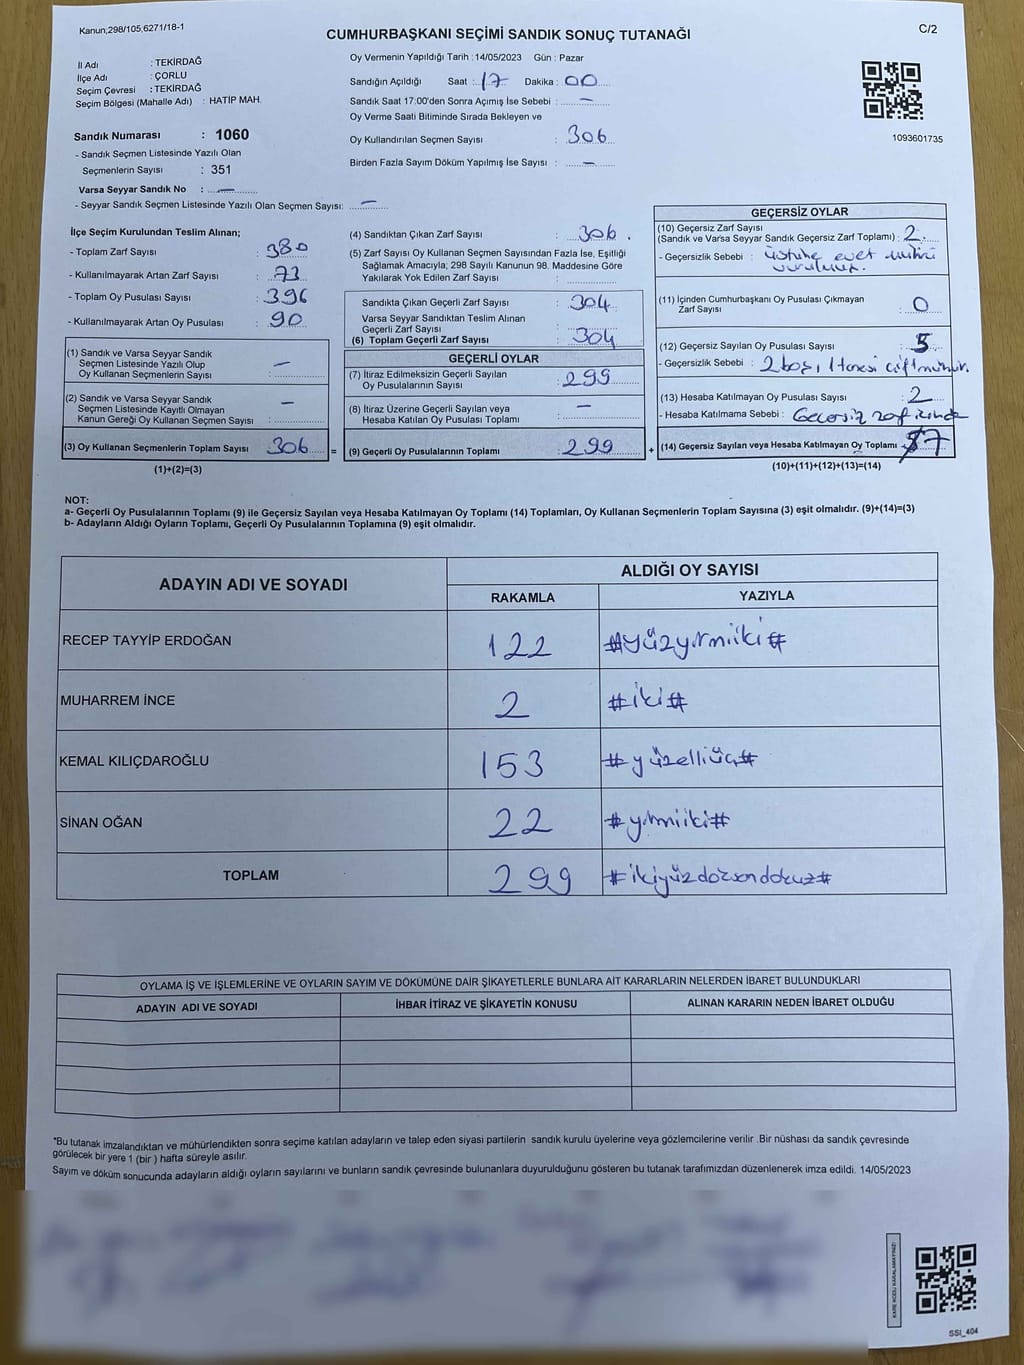 Kanun;298/105,6271/18-1
CUMHURBAŞKANI SEÇİMİ SANDIK SONUÇ TUTANAĞI
C/2
İl Adı : TEKİRDAĞ
İlçe Adı : ÇORLU
Seçim Çevresi : TEKİRDAĞ
Seçim Bölgesi (Mahalle Adı) : HATİP MAH.
Sandık Numarası : 1060
- Sandık Seçmen Listesinde Yazılı Olan
Seçmenlerin Sayısı : 351
Varsa Seyyar Sandık No : —
- Seyyar Sandık Seçmen Listesinde Yazılı Olan Seçmen Sayısı: —
Oy Vermenin Yapıldığı Tarih : 14/05/2023 Gün : Pazar
Sandığın Açıldığı Saat : 17 Dakika : 00
Sandık Saat 17:00'den Sonra Açımış İse Sebebi : —
Oy Verme Saati Bitiminde Sırada Bekleyen ve
Oy Kullandırılan Seçmen Sayısı : 306
Birden Fazla Sayım Döküm Yapılmış İse Sayısı : —
1093601735
İlçe Seçim Kurulundan Teslim Alınan;
- Toplam Zarf Sayısı : 380
- Kullanılmayarak Artan Zarf Sayısı : 73
- Toplam Oy Pusulası Sayısı : 396
- Kullanılmayarak Artan Oy Pusulası : 90
(1) Sandık ve Varsa Seyyar Sandık
Seçmen Listesinde Yazılı Olup
Oy Kullanan Seçmenlerin Sayısı : —
(2) Sandık ve Varsa Seyyar Sandık
Seçmen Listesinde Kayıtlı Olmayan
Kanun Gereği Oy Kullanan Seçmen Sayısı : —
(3) Oy Kullanan Seçmenlerin Toplam Sayısı : 306 =
(1)+(2)=(3)
(4) Sandıktan Çıkan Zarf Sayısı : 306.
(5) Zarf Sayısı Oy Kullanan Seçmen Sayısından Fazla İse, Eşitliği
Sağlamak Amacıyla; 298 Sayılı Kanunun 98. Maddesine Göre
Yakılarak Yok Edilen Zarf Sayısı :
Sandıkta Çıkan Geçerli Zarf Sayısı : 304
Varsa Seyyar Sandıktan Teslim Alınan
Geçerli Zarf Sayısı :
(6) Toplam Geçerli Zarf Sayısı : 304
GEÇERLİ OYLAR
(7) İtiraz Edilmeksizin Geçerli Sayılan
Oy Pusulalarının Sayısı : 299
(8) İtiraz Üzerine Geçerli Sayılan veya
Hesaba Katılan Oy Pusulası Toplamı : —
(9) Geçerli Oy Pusulalarının Toplamı : 299 +
GEÇERSİZ OYLAR
(10) Geçersiz Zarf Sayısı
(Sandık ve Varsa Seyyar Sandık Geçersiz Zarf Toplamı) : 2.
- Geçersizlik Sebebi : üstüne evet mührü
vurulmuş.
(11) İçinden Cumhurbaşkanı Oy Pusulası Çıkmayan
Zarf Sayısı : 0
(12) Geçersiz Sayılan Oy Pusulası Sayısı : 5
- Geçersizlik Sebebi : 2 boş, 1 tanesi çift mühür.
(13) Hesaba Katılmayan Oy Pusulası Sayısı : 2
- Hesaba Katılmama Sebebi : Geçersiz zarf içinde
(14) Geçersiz Sayılan veya Hesaba Katılmayan Oy Toplamı : 7
(10)+(11)+(12)+(13)=(14)
NOT:
a- Geçerli Oy Pusulalarının Toplamı (9) ile Geçersiz Sayılan veya Hesaba Katılmayan Oy Toplamı (14) Toplamları, Oy Kullanan Seçmenlerin Toplam Sayısına (3) eşit olmalıdır. (9)+(14)=(3)
b- Adayların Aldığı Oyların Toplamı, Geçerli Oy Pusulalarının Toplamına (9) eşit olmalıdır.
ADAYIN ADI VE SOYADI
ALDIĞI OY SAYISI
RAKAMLA YAZIYLA
RECEP TAYYİP ERDOĞAN 122 #yüzyirmiiki#
MUHARREM İNCE 2 #iki#
KEMAL KILIÇDAROĞLU 153 #yüzelliüç#
SİNAN OĞAN 22 #yirmiiki#
TOPLAM 299 #ikiyüzdoksandokuz#
OYLAMA İŞ VE İŞLEMLERİNE VE OYLARIN SAYIM VE DÖKÜMÜNE DAİR ŞİKAYETLERLE BUNLARA AİT KARARLARIN NELERDEN İBARET BULUNDUKLARI
ADAYIN ADI VE SOYADI İHBAR İTİRAZ VE ŞİKAYETİN KONUSU ALINAN KARARIN NEDEN İBARET OLDUĞU
*Bu tutanak imzalandıktan ve mühürlendikten sonra seçime katılan adayların ve talep eden siyasi partilerin sandık kurulu üyelerine veya gözlemcilerine verilir .Bir nüshası da sandık çevresinde
görülecek bir yere 1 (bir ) hafta süreyle asılır.
Sayım ve döküm sonucunda adayların aldığı oyların sayılarını ve bunların sandık çevresinde bulunanlara duyurulduğunu gösteren bu tutanak tarafımızdan düzenlenerek imza edildi. 14/05/2023
KARE KODU KARALAMAYINIZ!
SSI_404